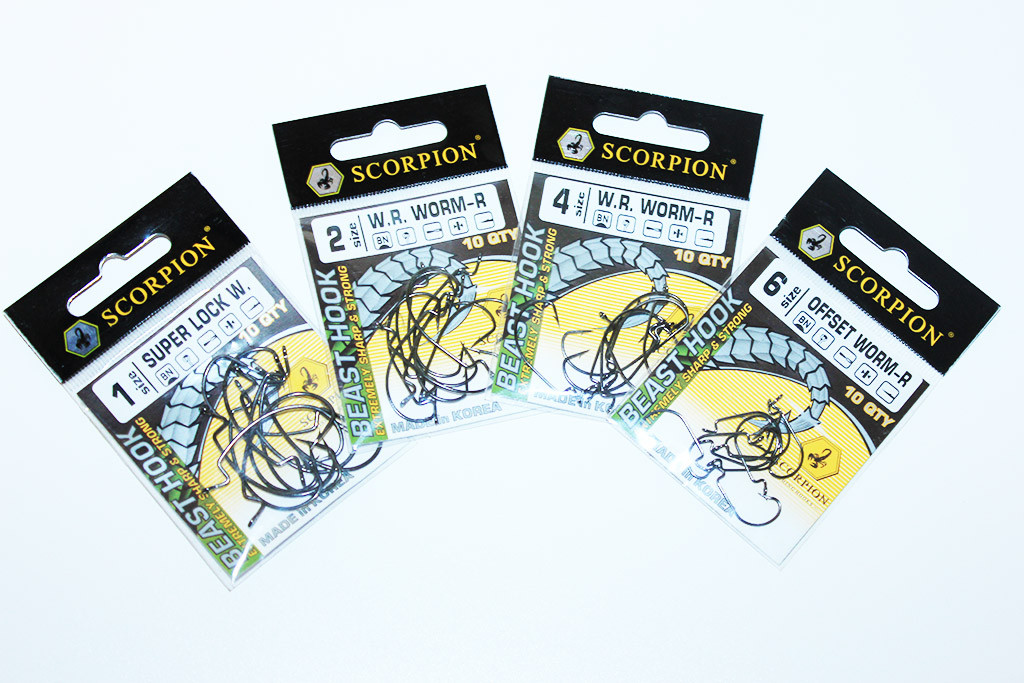 SCORPION®
1 size
SUPER LOCK W.
BN
10 QTY
BEAST HOOK
EXTREMELY SHARP & STRONG
MADE in KOREA
SCORPION®
2 size
W.R. WORM-R
BN
10 QTY
BEAST HOOK
EXTREMELY SHARP & STRONG
MADE in KOREA
SCORPION®
4 size
W.R. WORM-R
BN
10 QTY
BEAST HOOK
EXTREMELY SHARP & STRONG
MADE in KO
SCORPION®
6 size
OFFSET WORM-R
BN
10 QTY
BEAST HOOK
EXTREMELY SHARP & STRONG
SCORPION
MADE in KOREA